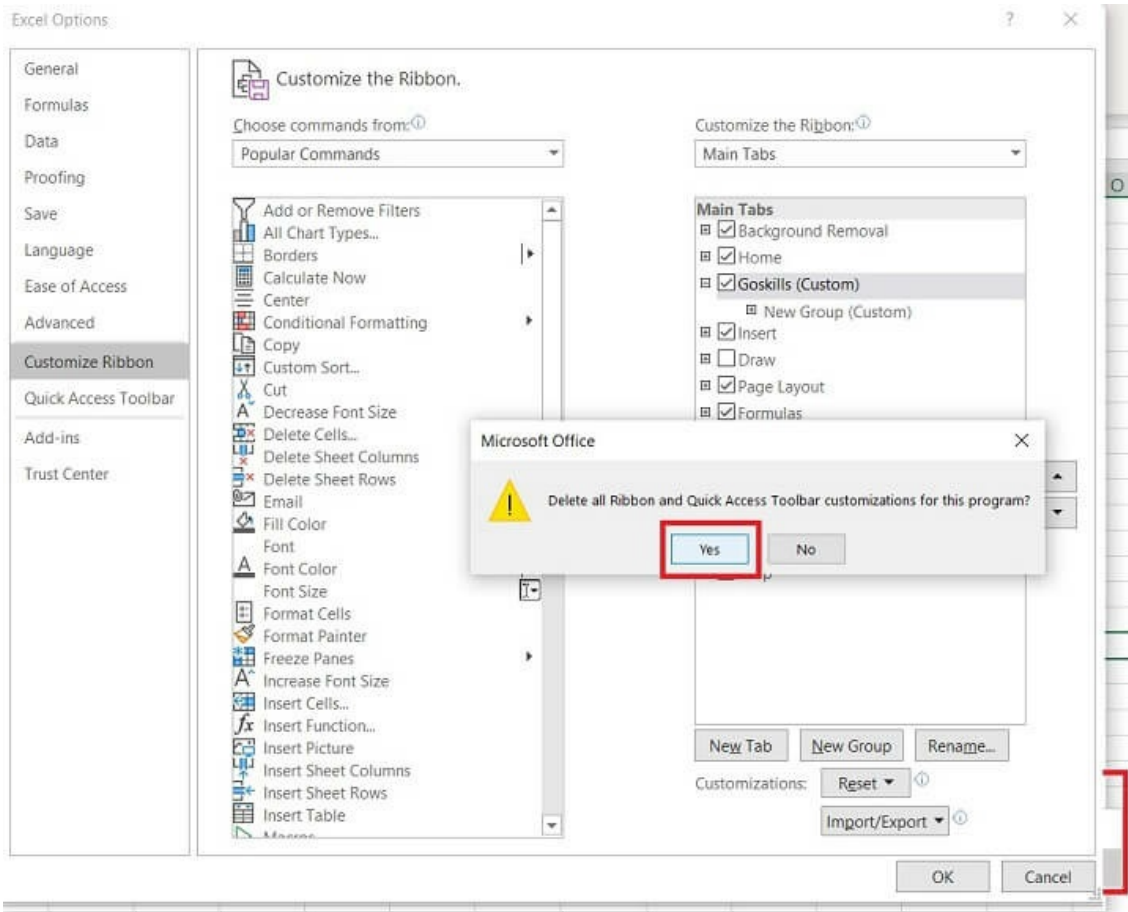 Excel Options
?
General
Formulas
Data
Proofing
Save
Language
Ease of Access
Advanced
Customize Ribbon
Quick Access Toolbar
Add-ins
Trust Center
Customize the Ribbon.
Choose commands from:
Popular Commands
Add or Remove Filters
All Chart Types...
Borders
Calculate Now
Center
Conditional Formatting
Copy
Custom Sort...
Cut
Decrease Font Size
Delete Cells...
Delete Sheet Columns
Delete Sheet Rows
Email
Fill Color
Font
Font Color
Font Size
Format Cells
Format Painter
Freeze Panes
Increase Font Size
Insert Cells...
Insert Function...
Insert Picture
Insert Sheet Columns
Insert Sheet Rows
Insert Table
Macros
Customize the Ribbon:
Main Tabs
Main Tabs
Background Removal
Home
Goskills (Custom)
New Group (Custom)
Insert
Draw
Page Layout
Formulas
Microsoft Office
Delete all Ribbon and Quick Access Toolbar customizations for this program?
Yes
No
New Tab
New Group
Rename...
Customizations:
Reset
Import/Export
OK
Cancel
O